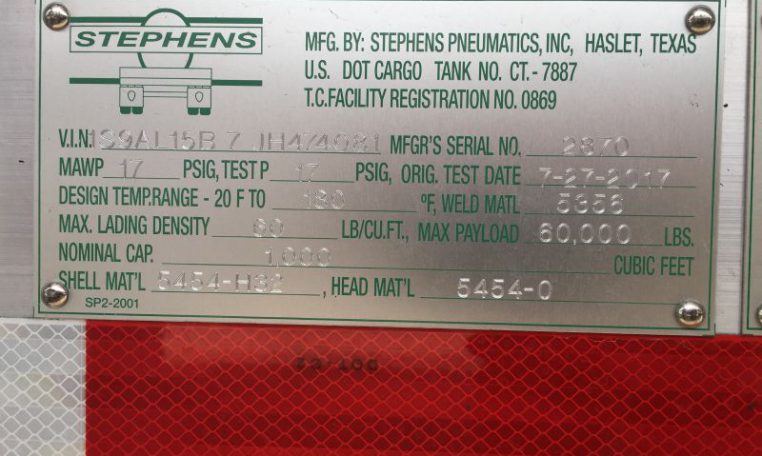 STEPHENS
MFG. BY: STEPHENS PNEUMATICS, INC, HASLET, TEXAS
U.S. DOT CARGO TANK NO. CT.- 7887
T.C.FACILITY REGISTRATION NO. 0869
V.I.N. MFGR'S SERIAL NO. 2870
MAWP 17 PSIG, TEST P 17 PSIG, ORIG. TEST DATE 7-27-2017
DESIGN TEMP.RANGE - 20 F TO 180 ºF, WELD MATL 5356
MAX. LADING DENSITY 60 LB/CU.FT., MAX PAYLOAD 60,000 LBS.
NOMINAL CAP. 1,000 CUBIC FEET
SHELL MAT'L 5454-H32, HEAD MAT'L 5454-0
SP2-2001